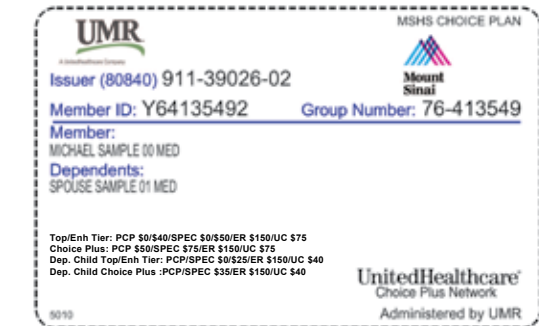 MSHS CHOICE PLAN
UMR
A UnitedHealthcare Company
Mount
Sinai
Issuer (80840) 911-39026-02
Member ID: Y64135492 Group Number: 76-413549
Member:
MICHAEL SAMPLE 00 MED
Dependents:
SPOUSE SAMPLE 01 MED
Top/Enh Tier: PCP $0/$40/SPEC $0/$50/ER $150/UC $75
Choice Plus: PCP $50/SPEC $75/ER $150/UC $75
Dep. Child Top/Enh Tier: PCP/SPEC $0/$25/ER $150/UC $40
Dep. Child Choice Plus :PCP/SPEC $35/ER $150/UC $40
UnitedHealthcare
Choice Plus Network
5010 Administered by UMR